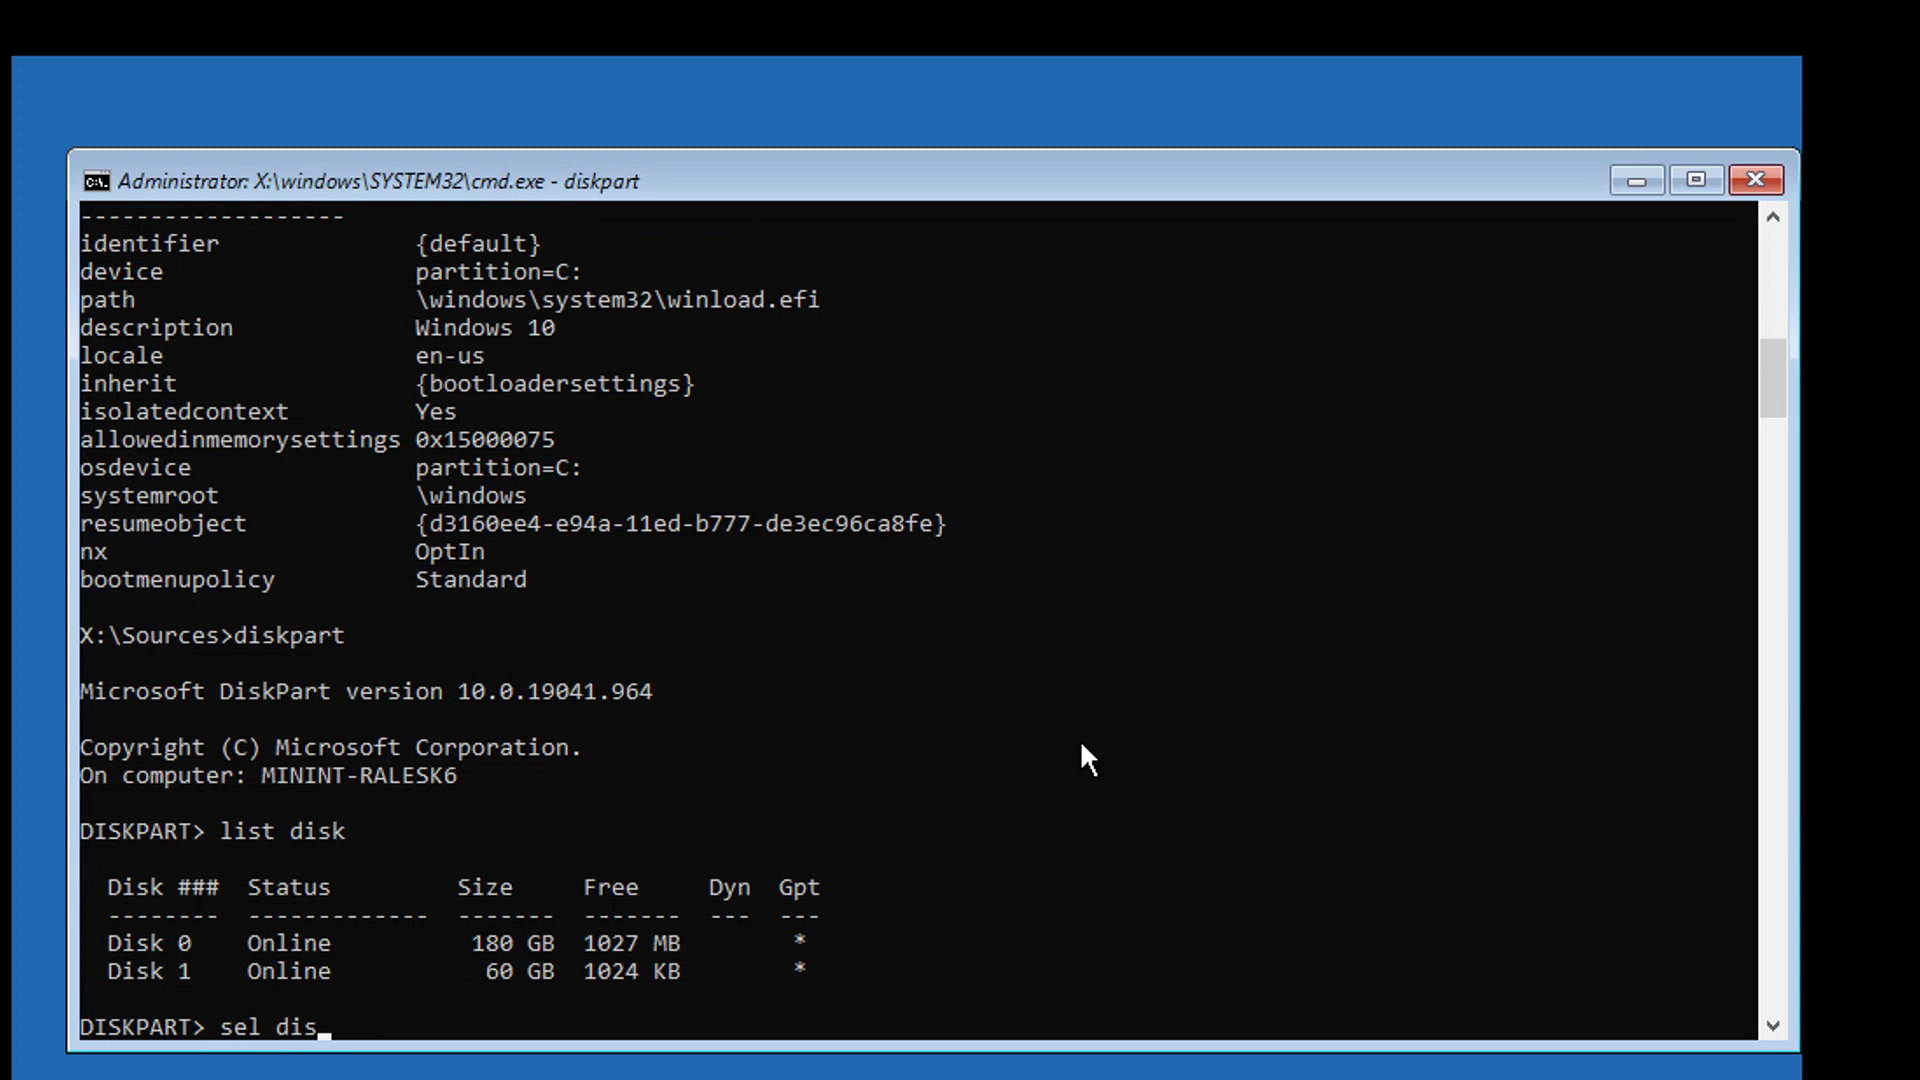 Administrator: X:\windows\SYSTEM32\cmd.exe - diskpart
-------------------
identifier              {default}
device                  partition=C:
path                    \windows\system32\winload.efi
description             Windows 10
locale                  en-us
inherit                 {bootloadersettings}
isolatedcontext         Yes
allowedinmemorysettings 0x15000075
osdevice                partition=C:
systemroot              \windows
resumeobject            {d3160ee4-e94a-11ed-b777-de3ec96ca8fe}
nx                      OptIn
bootmenupolicy          Standard
X:\Sources>diskpart
Microsoft DiskPart version 10.0.19041.964
Copyright (C) Microsoft Corporation.
On computer: MININT-RALESK6
DISKPART> list disk
  Disk ###  Status         Size     Free     Dyn  Gpt
  --------  -------------  -------  -------  ---  ---
  Disk 0    Online          180 GB  1027 MB        *
  Disk 1    Online           60 GB  1024 KB        *
DISKPART> sel dis_